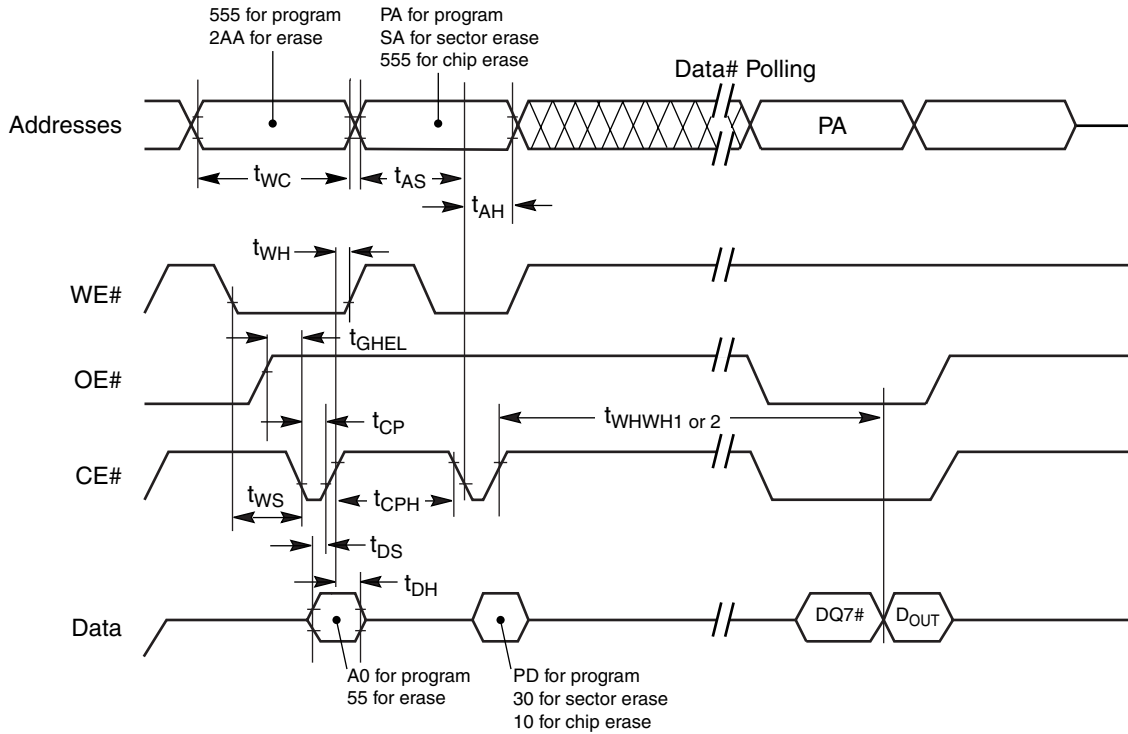 555 for program
2AA for erase
PA for program
SA for sector erase
555 for chip erase
Data# Polling
Addresses
PA
tWC
tAS
tAH
tWH
WE#
tGHEL
OE#
tWHWH1 or 2
tCP
CE#
tWS
tCPH
tDS
tDH
Data
DQ7#
DOUT
A0 for program
55 for erase
PD for program
30 for sector erase
10 for chip erase